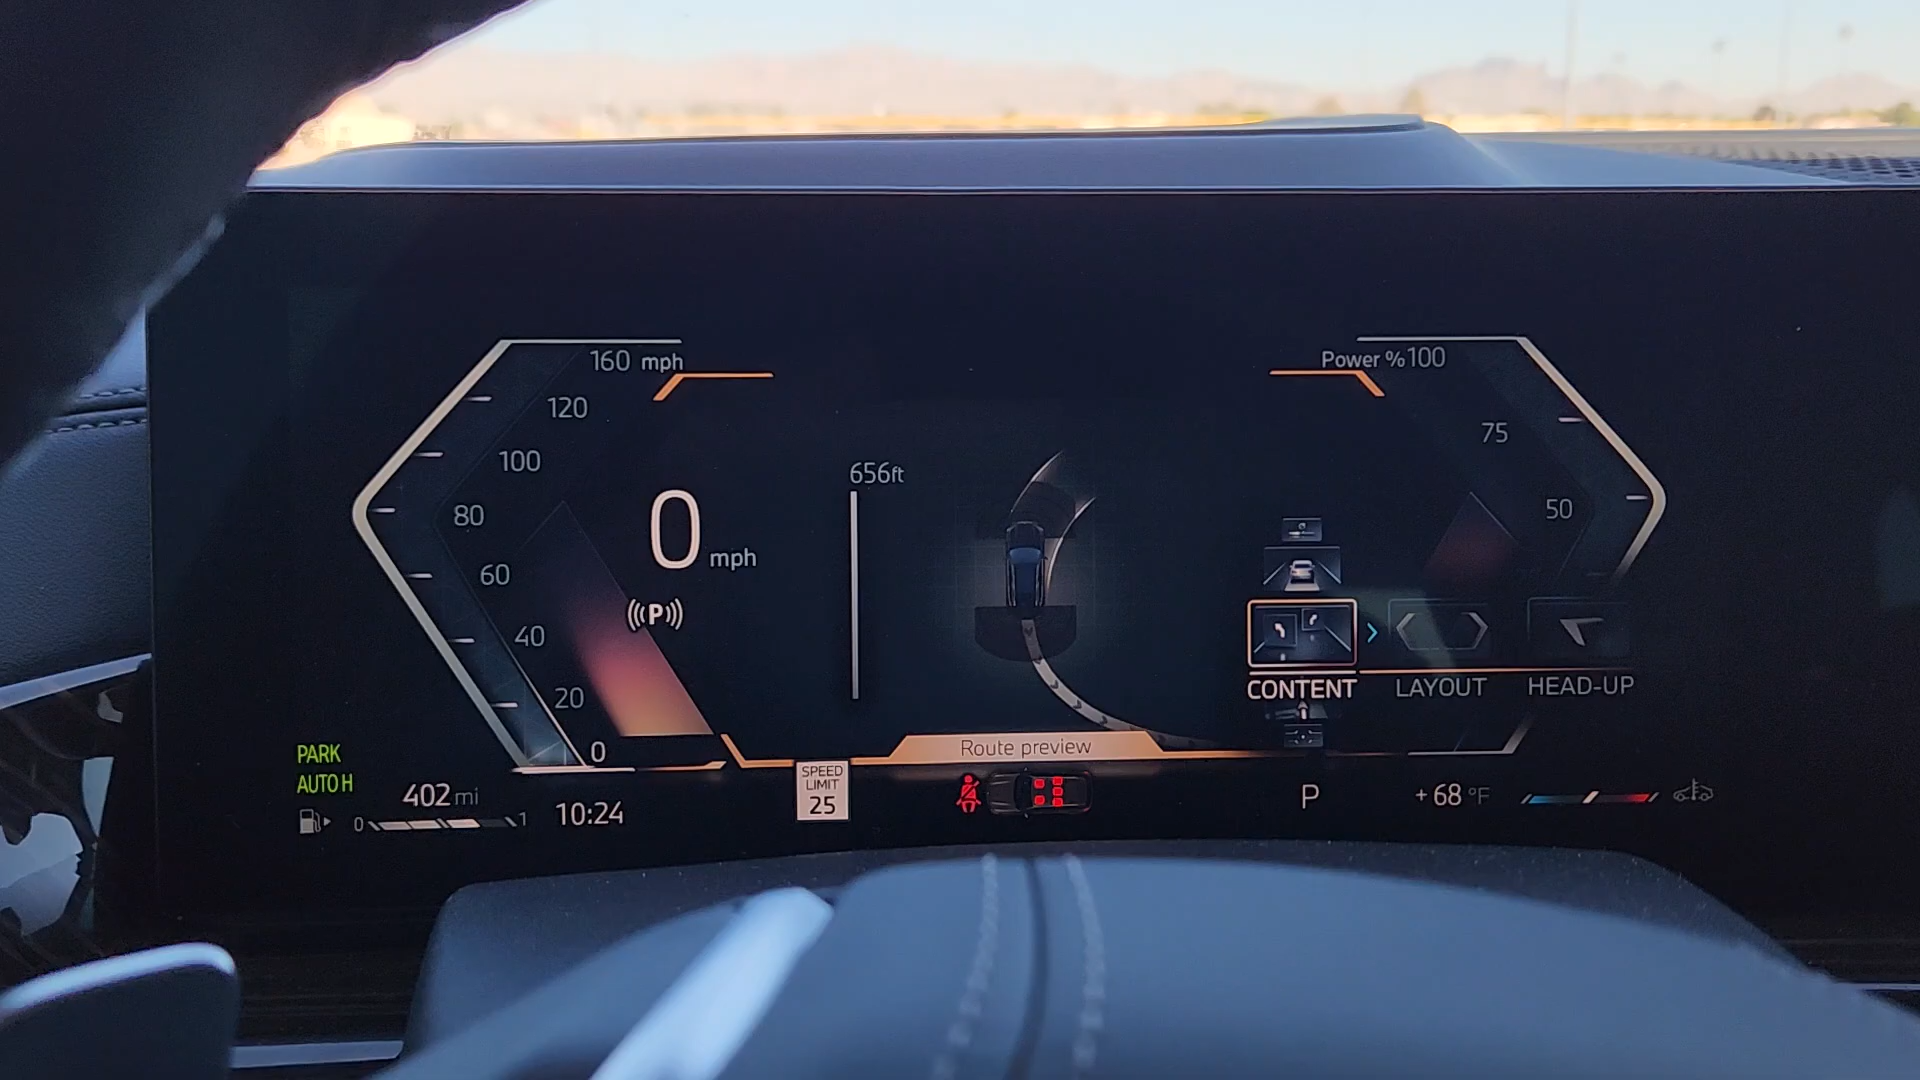 160 mph
120
100
80
60
40
20
0
0 mph
((P))
656ft
Power %100
75
50
CONTENT
LAYOUT
HEAD-UP
Route preview
PARK
AUTO H
402 mi
0
1
10:24
SPEED
LIMIT
25
P
+68 °F